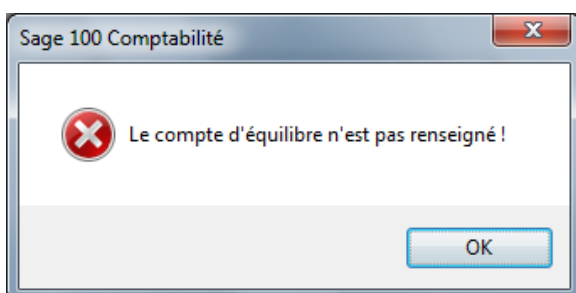 Sage 100 Comptabilité
Le compte d'équilibre n'est pas renseigné !
OK